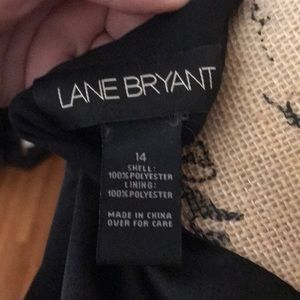 LANE BRYANT
14
SHELL:
100%POLYESTER
LINING:
100%POLYESTER
MADE IN CHINA
OVER FOR CARE